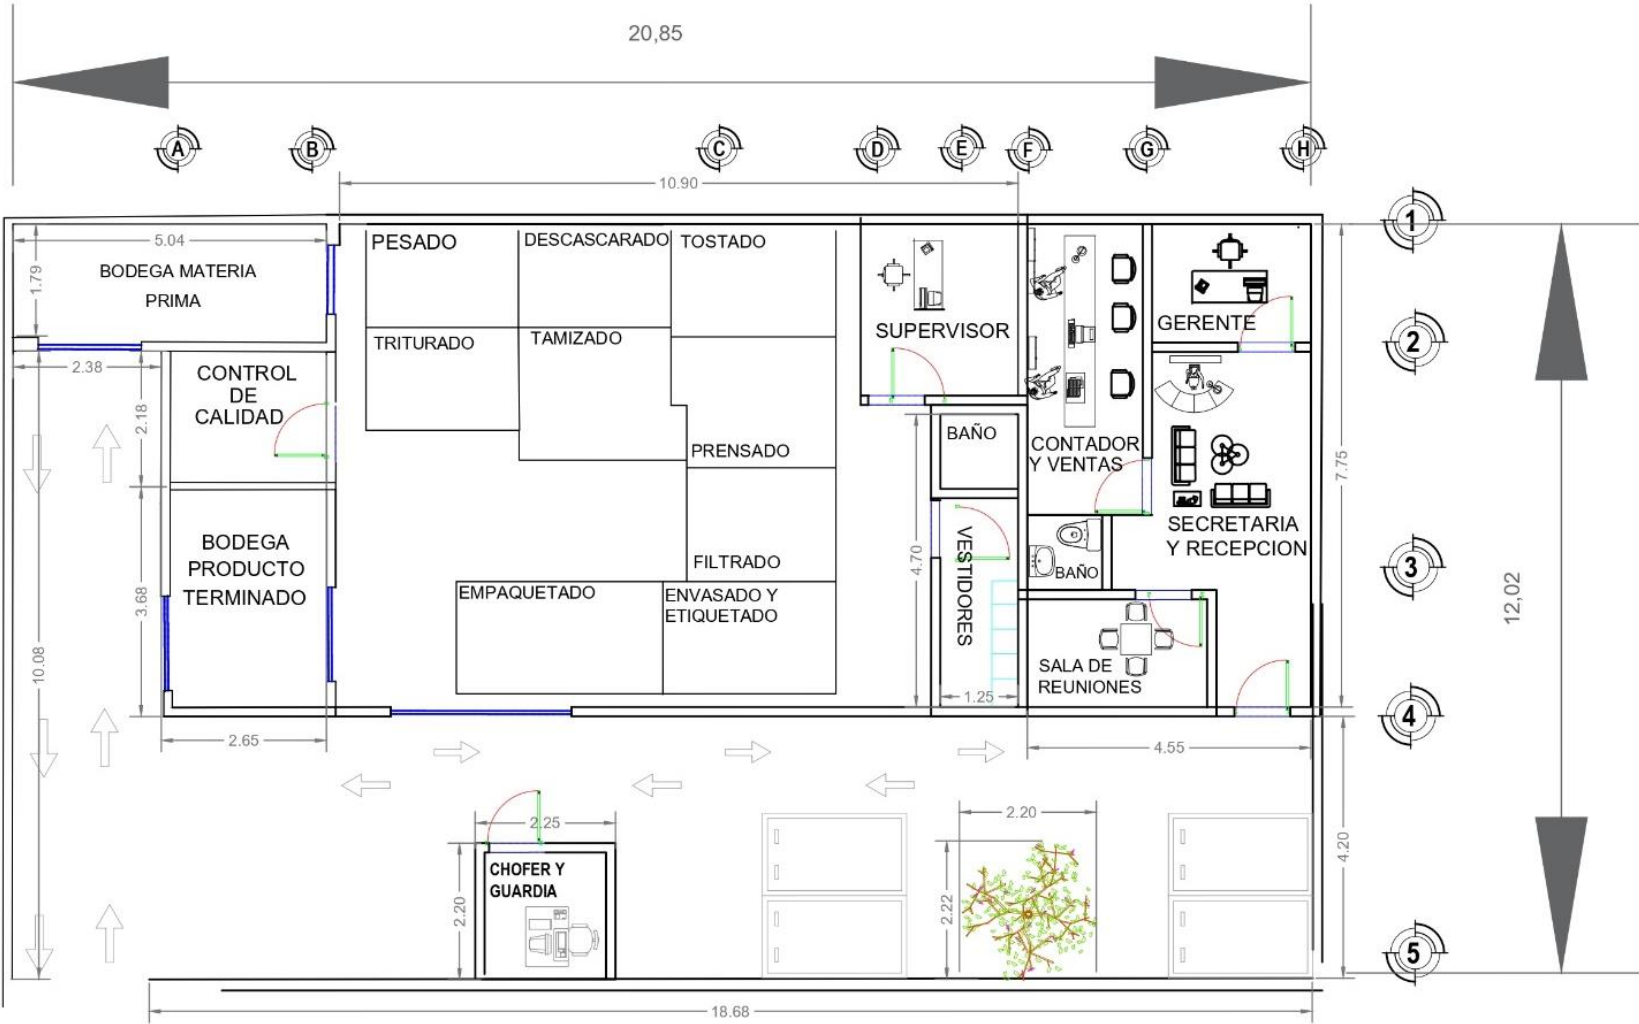 20,85
A
B
C
D
E
F
G
H
10.90
1
5.04
1.79
BODEGA MATERIA
PRIMA
PESADO
DESCASCARADO
TOSTADO
SUPERVISOR
GERENTE
2
TRITURADO
TAMIZADO
2.38
CONTROL
DE
CALIDAD
2.18
PRENSADO
BAÑO
CONTADOR
Y VENTAS
7.75
SECRETARIA
Y RECEPCION
BODEGA
PRODUCTO
TERMINADO
3.68
FILTRADO
4.70
VESTIDORES
BAÑO
3
12,02
EMPAQUETADO
ENVASADO Y
ETIQUETADO
10.08
SALA DE
REUNIONES
1.25
4
2.65
4.55
2.25
2.20
4.20
CHOFER Y
GUARDIA
2.20
2.22
5
18.68